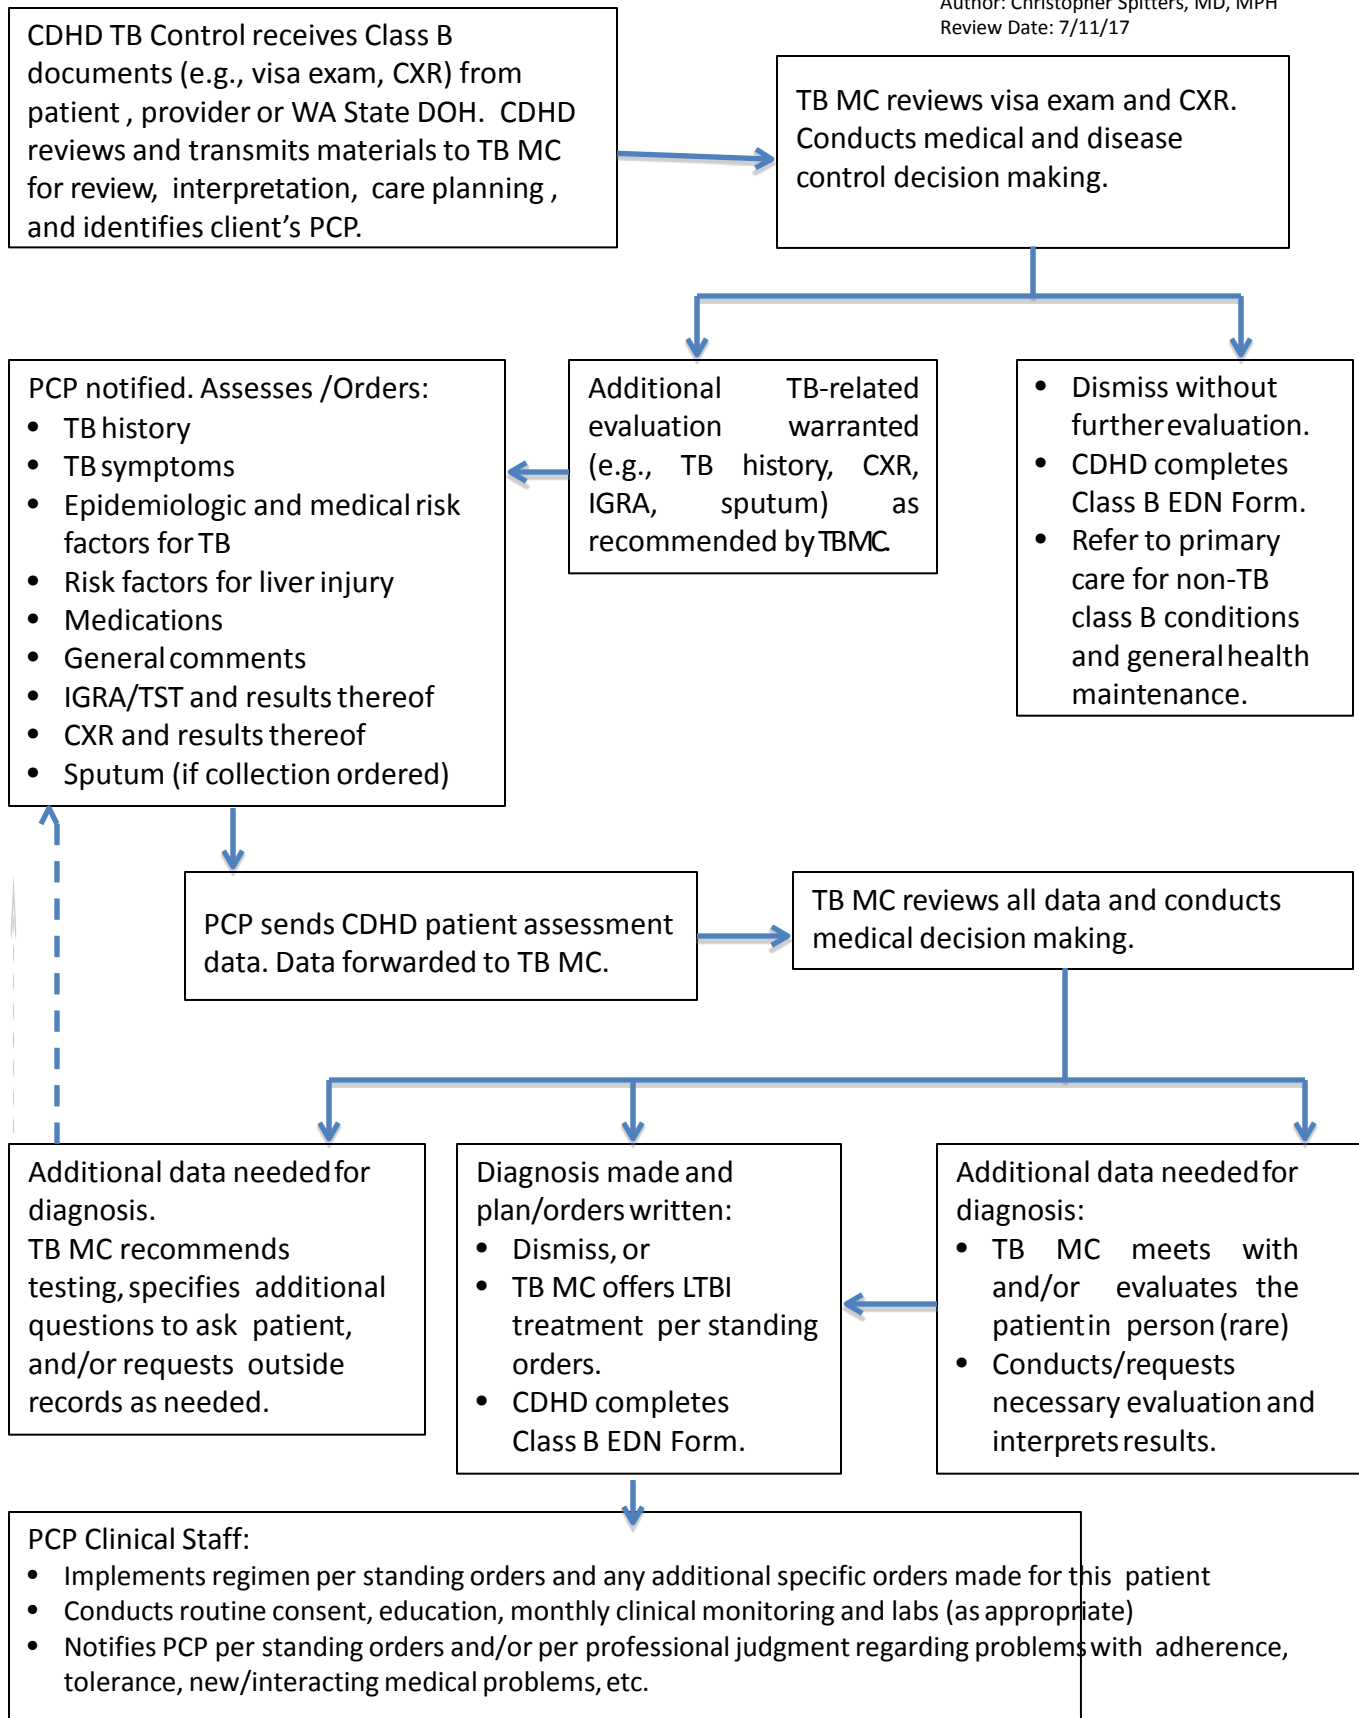 Author: Christopher Spitters, MD, MPH
Review Date: 7/11/17
CDHD TB Control receives Class B
documents (e.g., visa exam, CXR) from
patient , provider or WA State DOH. CDHD
reviews and transmits materials to TB MC
for review, interpretation, care planning ,
and identifies client's PCP.
TB MC reviews visa exam and CXR.
Conducts medical and disease
control decision making.
PCP notified. Assesses /Orders:
• TB history
• TB symptoms
• Epidemiologic and medical risk
factors for TB
• Risk factors for liver injury
• Medications
• General comments
• IGRA/TST and results thereof
• CXR and results thereof
• Sputum (if collection ordered)
Additional TB-related
evaluation warranted
(e.g., TB history, CXR,
IGRA, sputum) as
recommended by TBMC.
• Dismiss without
further evaluation.
• CDHD completes
Class B EDN Form.
• Refer to primary
care for non-TB
class B conditions
and general health
maintenance.
PCP sends CDHD patient assessment
data. Data forwarded to TB MC.
TB MC reviews all data and conducts
medical decision making.
Additional data needed for
diagnosis.
TB MC recommends
testing, specifies additional
questions to ask patient,
and/or requests outside
records as needed.
Diagnosis made and
plan/orders written:
• Dismiss, or
• TB MC offers LTBI
treatment per standing
orders.
• CDHD completes
Class B EDN Form.
Additional data needed for
diagnosis:
• TB MC meets with
and/or evaluates the
patient in person (rare)
• Conducts/requests
necessary evaluation and
interprets results.
PCP Clinical Staff:
• Implements regimen per standing orders and any additional specific orders made for this patient
• Conducts routine consent, education, monthly clinical monitoring and labs (as appropriate)
• Notifies PCP per standing orders and/or per professional judgment regarding problems with adherence,
tolerance, new/interacting medical problems, etc.